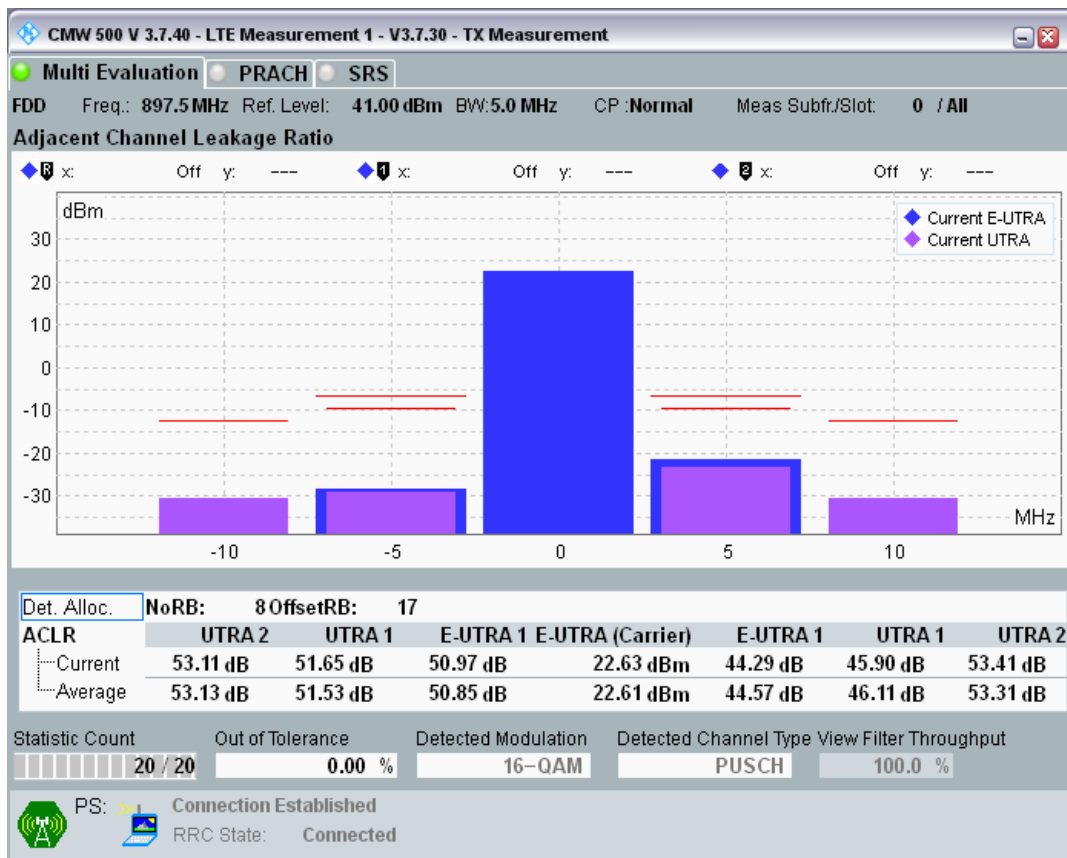 CMW 500 V 3.7.40 - LTE Measurement 1 - V3.7.30 - TX Measurement
Multi Evaluation PRACH SRS
FDD Freq.: 897.5 MHz Ref. Level: 41.00 dBm BW:5.0 MHz CP :Normal Meas Subfr./Slot: 0 / All
Adjacent Channel Leakage Ratio
R x: Off y: --- 1 x: Off y: --- 2 x: Off y: ---
dBm
Current E-UTRA
Current UTRA
30
20
10
0
-10
-20
-30
MHz
-10 -5 0 5 10
Det. Alloc. NoRB: 8 OffsetRB: 17
ACLR UTRA 2 UTRA 1 E-UTRA 1 E-UTRA (Carrier) E-UTRA 1 UTRA 1 UTRA 2
Current 53.11 dB 51.65 dB 50.97 dB 22.63 dBm 44.29 dB 45.90 dB 53.41 dB
Average 53.13 dB 51.53 dB 50.85 dB 22.61 dBm 44.57 dB 46.11 dB 53.31 dB
Statistic Count Out of Tolerance Detected Modulation Detected Channel Type View Filter Throughput
20 / 20 0.00 % 16-QAM PUSCH 100.0 %
PS: Connection Established
RRC State: Connected